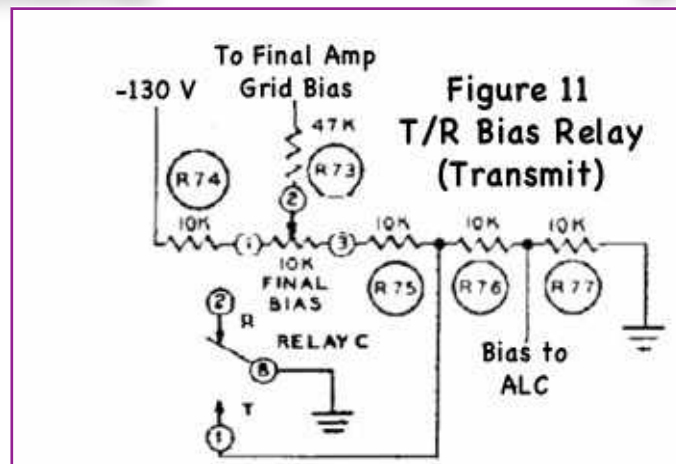 To Final Amp
Grid Bias
-130 V
Figure 11
T/R Bias Relay
(Transmit)
47K
R74
R73
2
10K
1
3
10K
10K
10K
10K
FINAL
BIAS
R75
R76
R77
2
R
RELAY C
8
Bias to
ALC
T
1